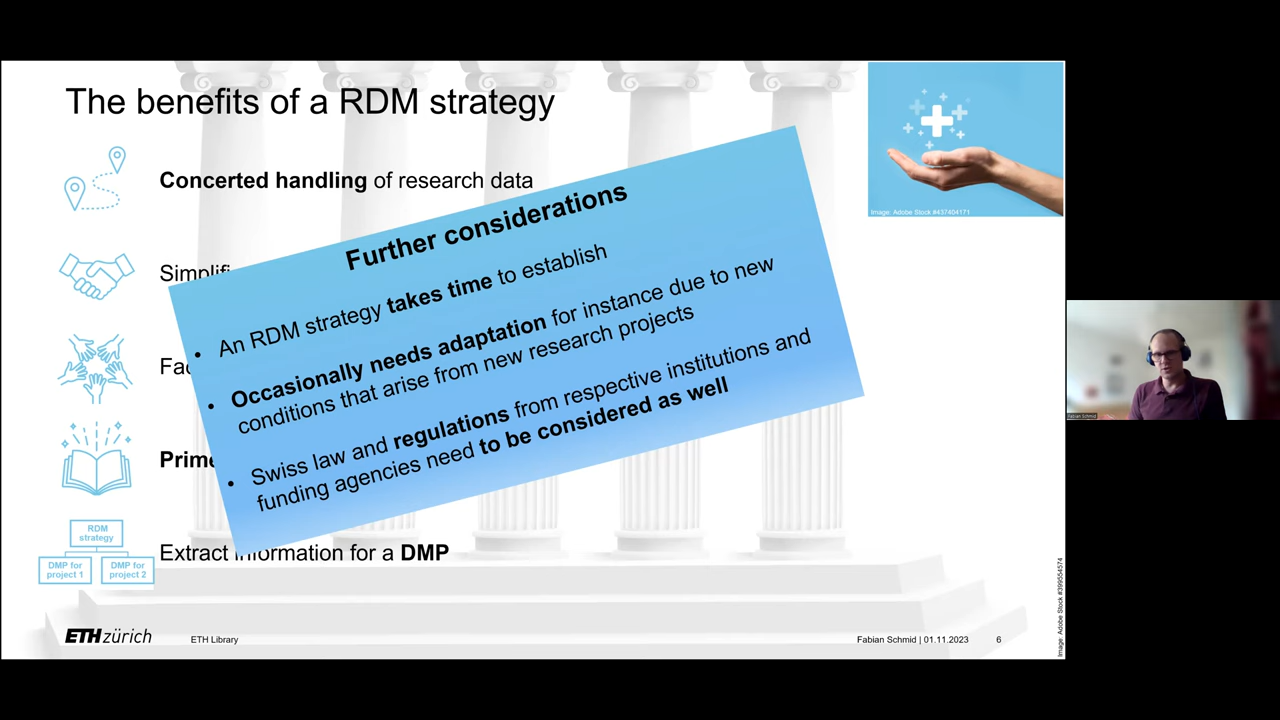 The benefits of a RDM strategy
Image: Adobe Stock #437404171
Concerted handling of research data
Further considerations
• An RDM strategy takes time to establish
• Occasionally needs adaptation for instance due to new
conditions that arise from new research projects
• Swiss law and regulations from respective institutions and
funding agencies need to be considered as well
RDM
strategy
DMP for
project 1
DMP for
project 2
Extract information for a DMP
ETH zürich
ETH Library
Fabian Schmid | 01.11.2023
6
Image: Adobe Stock #399554574
Fabian Schmid